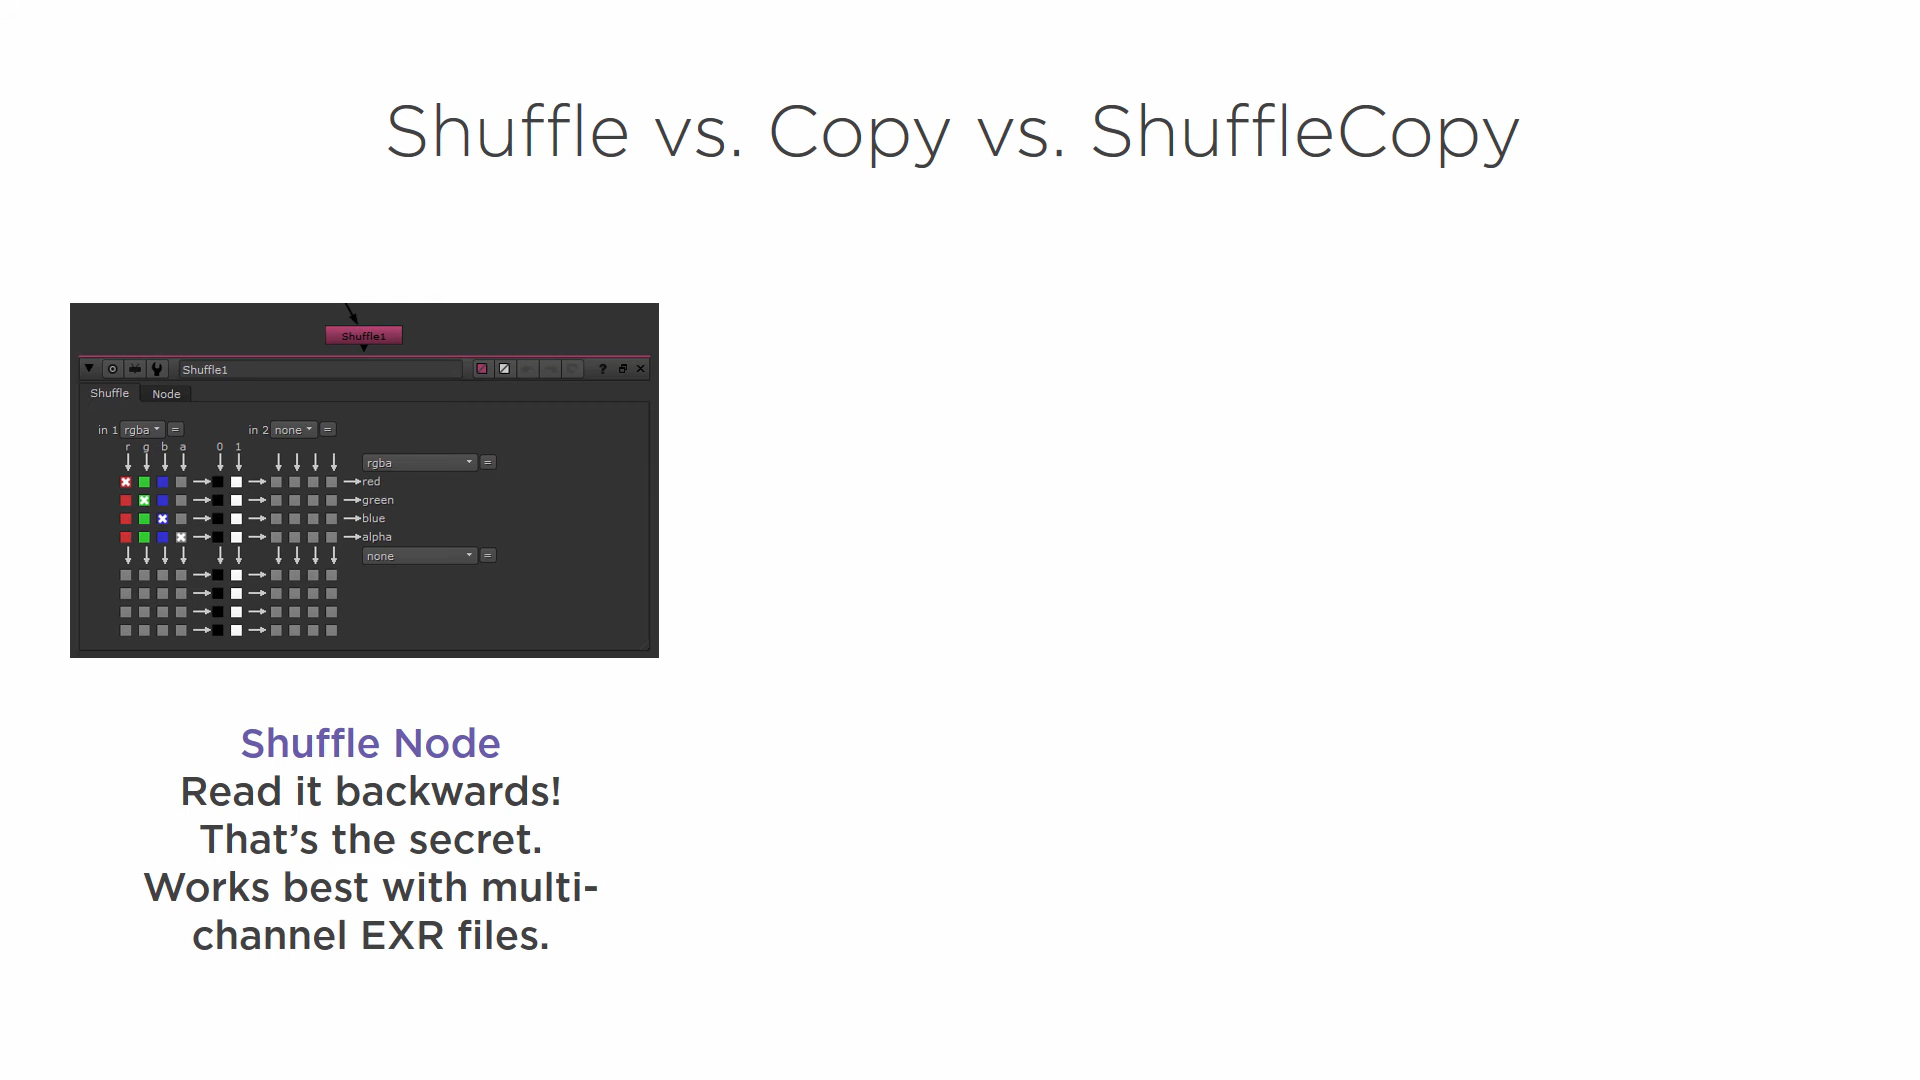 Shuffle vs. Copy vs. ShuffleCopy
Shuffle1
Shuffle1
?
Shuffle Node
in 1 rgba = in 2 none =
r g b a 0 1
rgba =
red
green
blue
alpha
none =
Shuffle Node
Read it backwards!
That’s the secret.
Works best with multi-
channel EXR files.